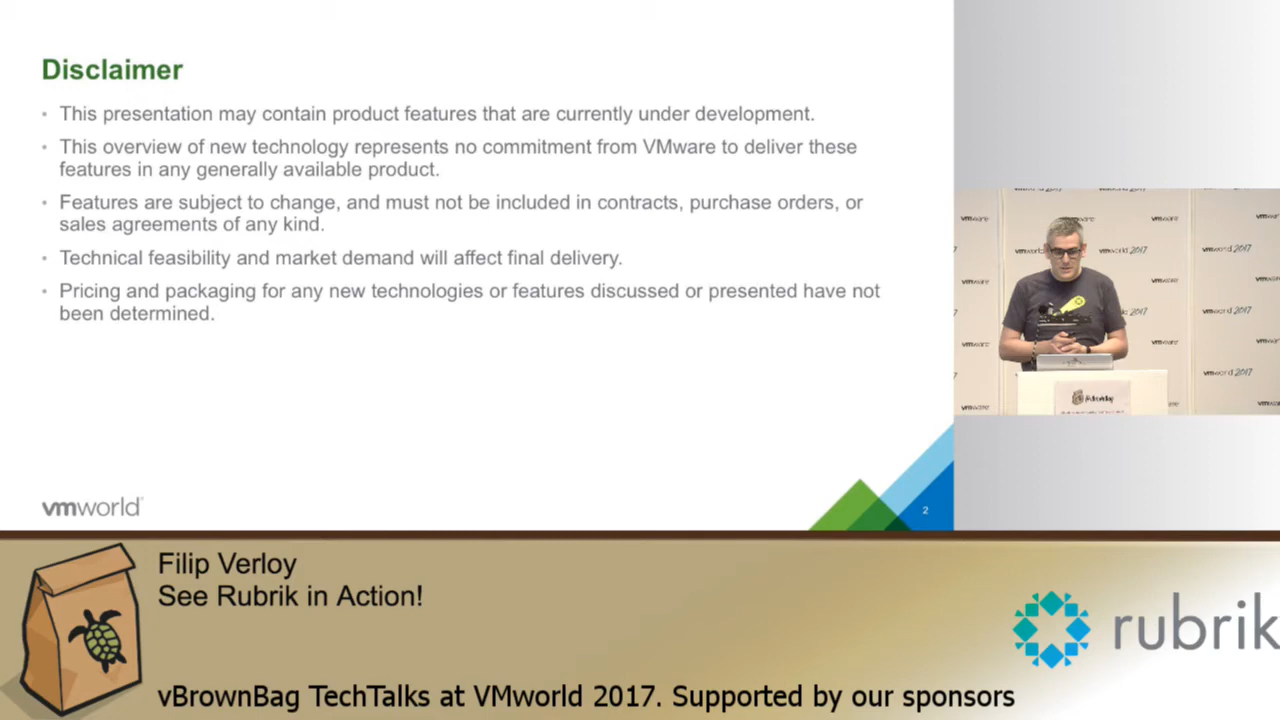 Disclaimer
• This presentation may contain product features that are currently under development.
• This overview of new technology represents no commitment from VMware to deliver these
features in any generally available product.
• Features are subject to change, and must not be included in contracts, purchase orders, or
sales agreements of any kind.
• Technical feasibility and market demand will affect final delivery.
• Pricing and packaging for any new technologies or features discussed or presented have not
been determined.
vmworld
2
vmware
vmworld 2017
Filip Verloy
See Rubrik in Action!
rubrik
vBrownBag TechTalks at VMworld 2017. Supported by our sponsors